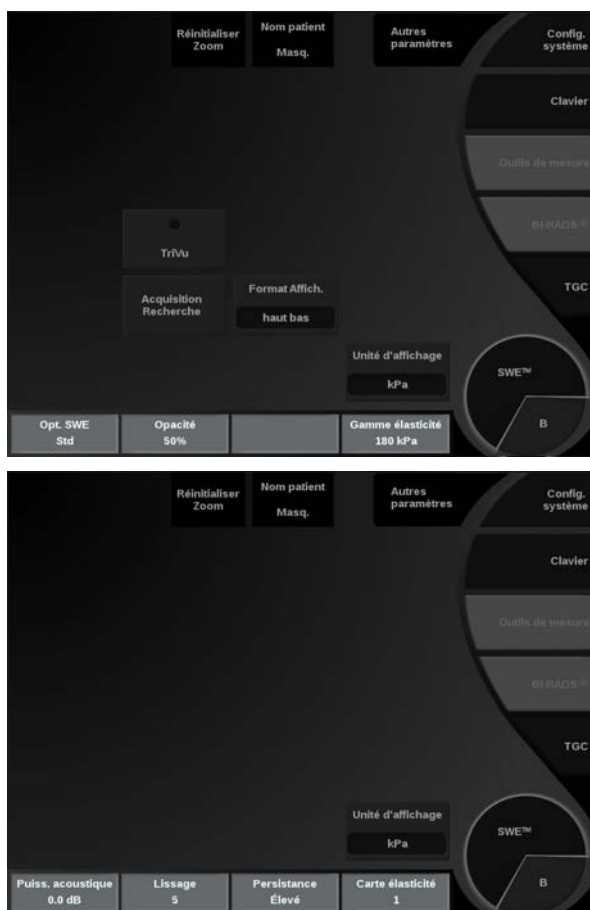 Réinitialiser
Zoom
Nom patient
Masq.
Autres
paramètres
Config.
système
Clavier
Outils de mesure
BI-RADS®
TriVu
TGC
Acquisition
Recherche
Format Affich.
haut bas
Unité d'affichage
kPa
SWE™
B
Opt. SWE
Std
Opacité
50%
Gamme élasticité
180 kPa
Réinitialiser
Zoom
Nom patient
Masq.
Autres
paramètres
Config.
système
Clavier
Outils de mesure
BI-RADS®
TGC
Unité d'affichage
kPa
SWE™
B
Puiss. acoustique
0.0 dB
Lissage
5
Persistance
Élevé
Carte élasticité
1